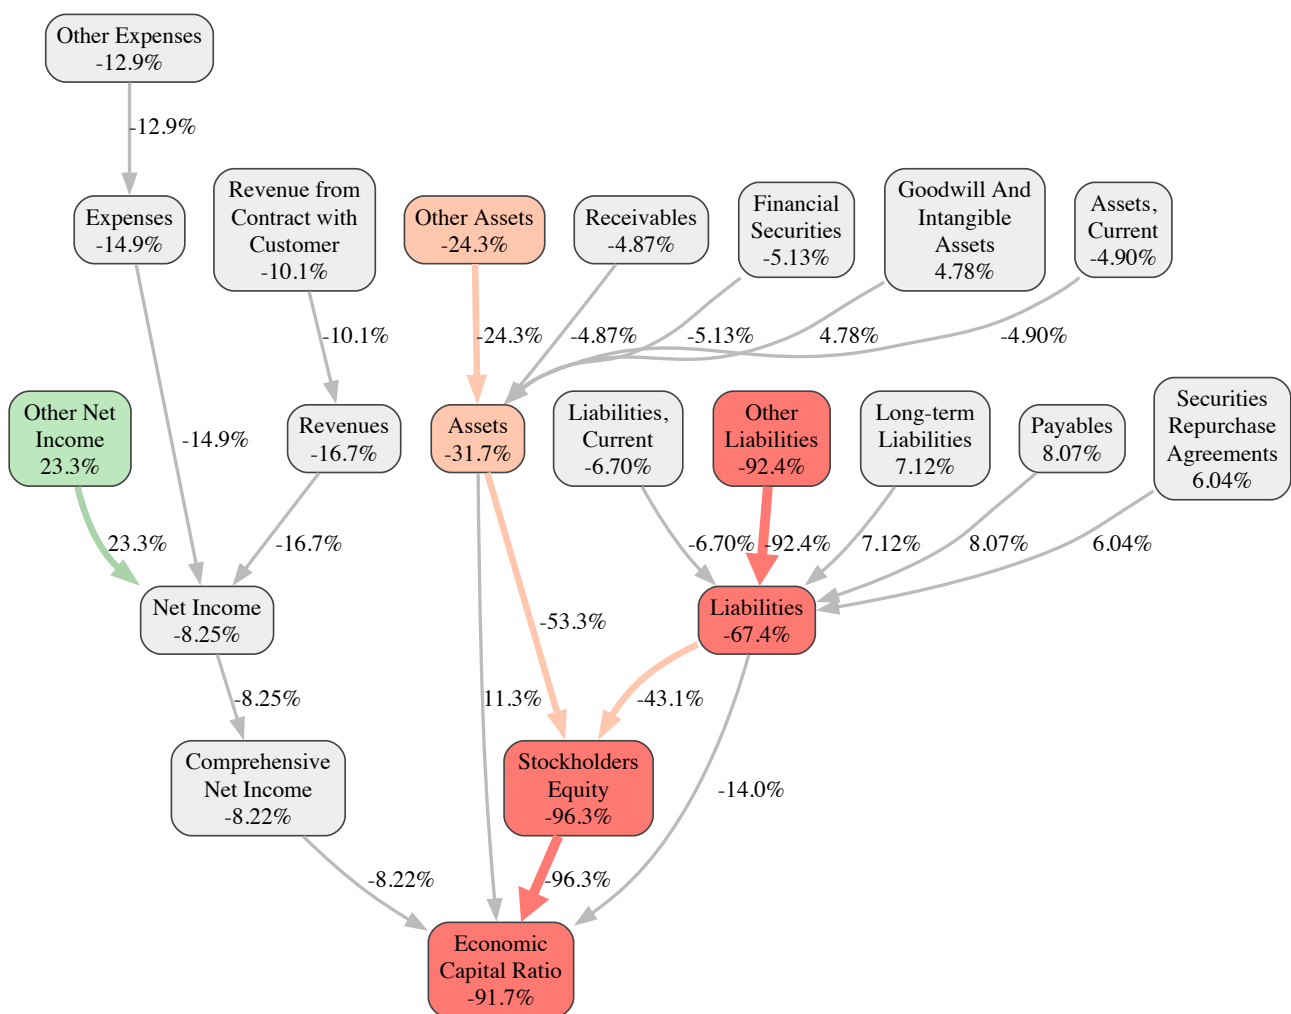 Other Expenses
-12.9%
-12.9%
Expenses
-14.9%
Revenue from
Contract with
Customer
-10.1%
Other Assets
-24.3%
Receivables
-4.87%
Financial
Securities
-5.13%
Goodwill And
Intangible
Assets
4.78%
Assets,
Current
-4.90%
-10.1%
-24.3%
-4.87%
-5.13%
4.78%
-4.90%
Other Net
Income
23.3%
-14.9%
Revenues
-16.7%
Assets
-31.7%
Liabilities,
Current
-6.70%
Other
Liabilities
-92.4%
Long-term
Liabilities
7.12%
Payables
8.07%
Securities
Repurchase
Agreements
6.04%
23.3%
-16.7%
-6.70%
-92.4%
7.12%
8.07%
6.04%
Net Income
-8.25%
-53.3%
Liabilities
-67.4%
-8.25%
11.3%
-43.1%
Comprehensive
Net Income
-8.22%
Stockholders
Equity
-96.3%
-14.0%
-8.22%
-96.3%
Economic
Capital Ratio
-91.7%